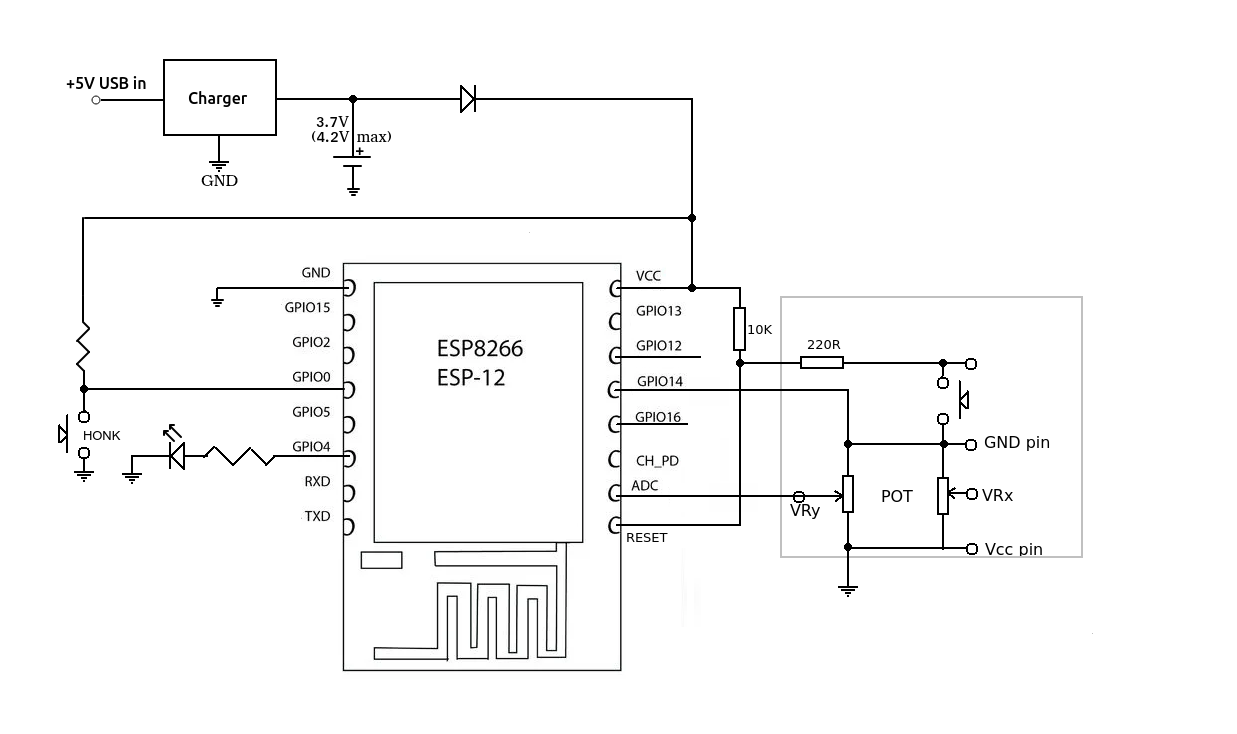 +5V USB in
Charger
3.7V
(4.2V max)
+
GND
GND
GPIO15
GPIO2
GPIO0
GPIO5
GPIO4
RXD
TXD
HONK
ESP8266
ESP-12
VCC
GPIO13
GPIO12
GPIO14
GPIO16
CH_PD
ADC
RESET
10K
220R
GND pin
POT
VRx
VRy
Vcc pin